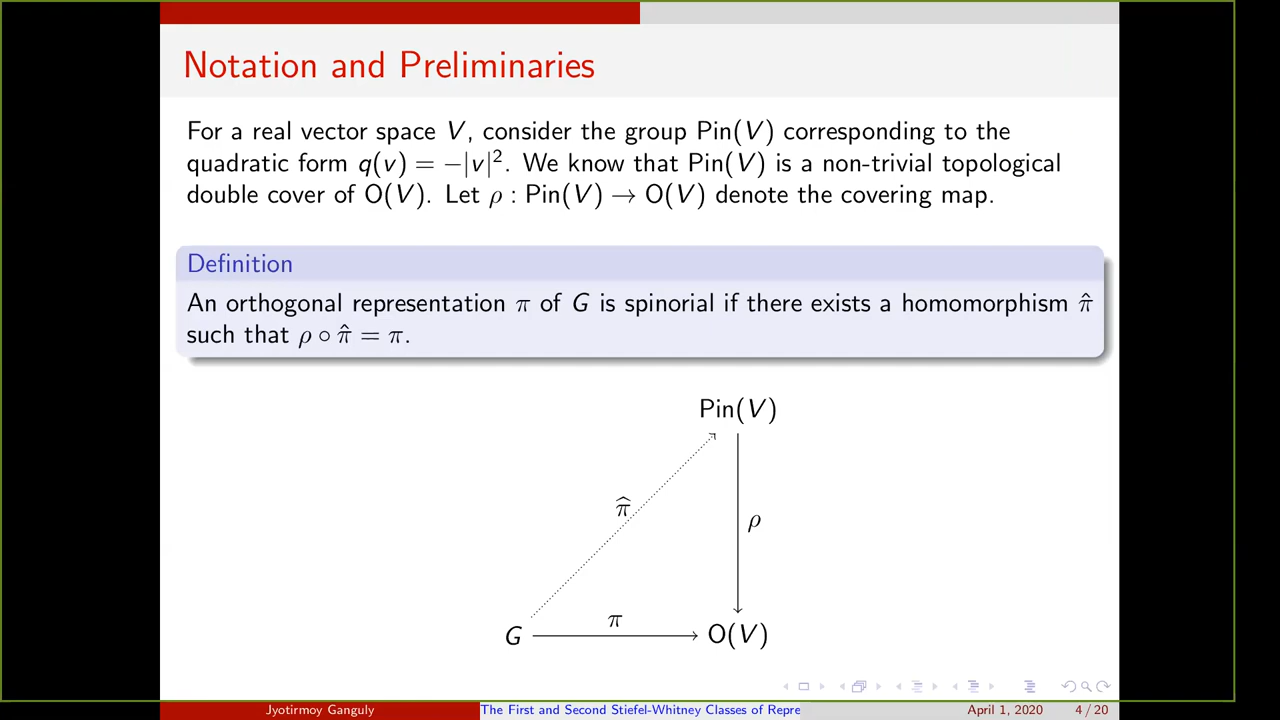 Notation and Preliminaries
For a real vector space V, consider the group Pin(V) corresponding to the
quadratic form q(v) = −|v|². We know that Pin(V) is a non-trivial topological
double cover of O(V). Let ρ : Pin(V) → O(V) denote the covering map.
Definition
An orthogonal representation π of G is spinorial if there exists a homomorphism π̂
such that ρ ∘ π̂ = π.
Pin(V)
π̂
ρ
π
G
O(V)
Jyotirmoy Ganguly
The First and Second Stiefel-Whitney Classes of Repre
April 1, 2020
4 / 20